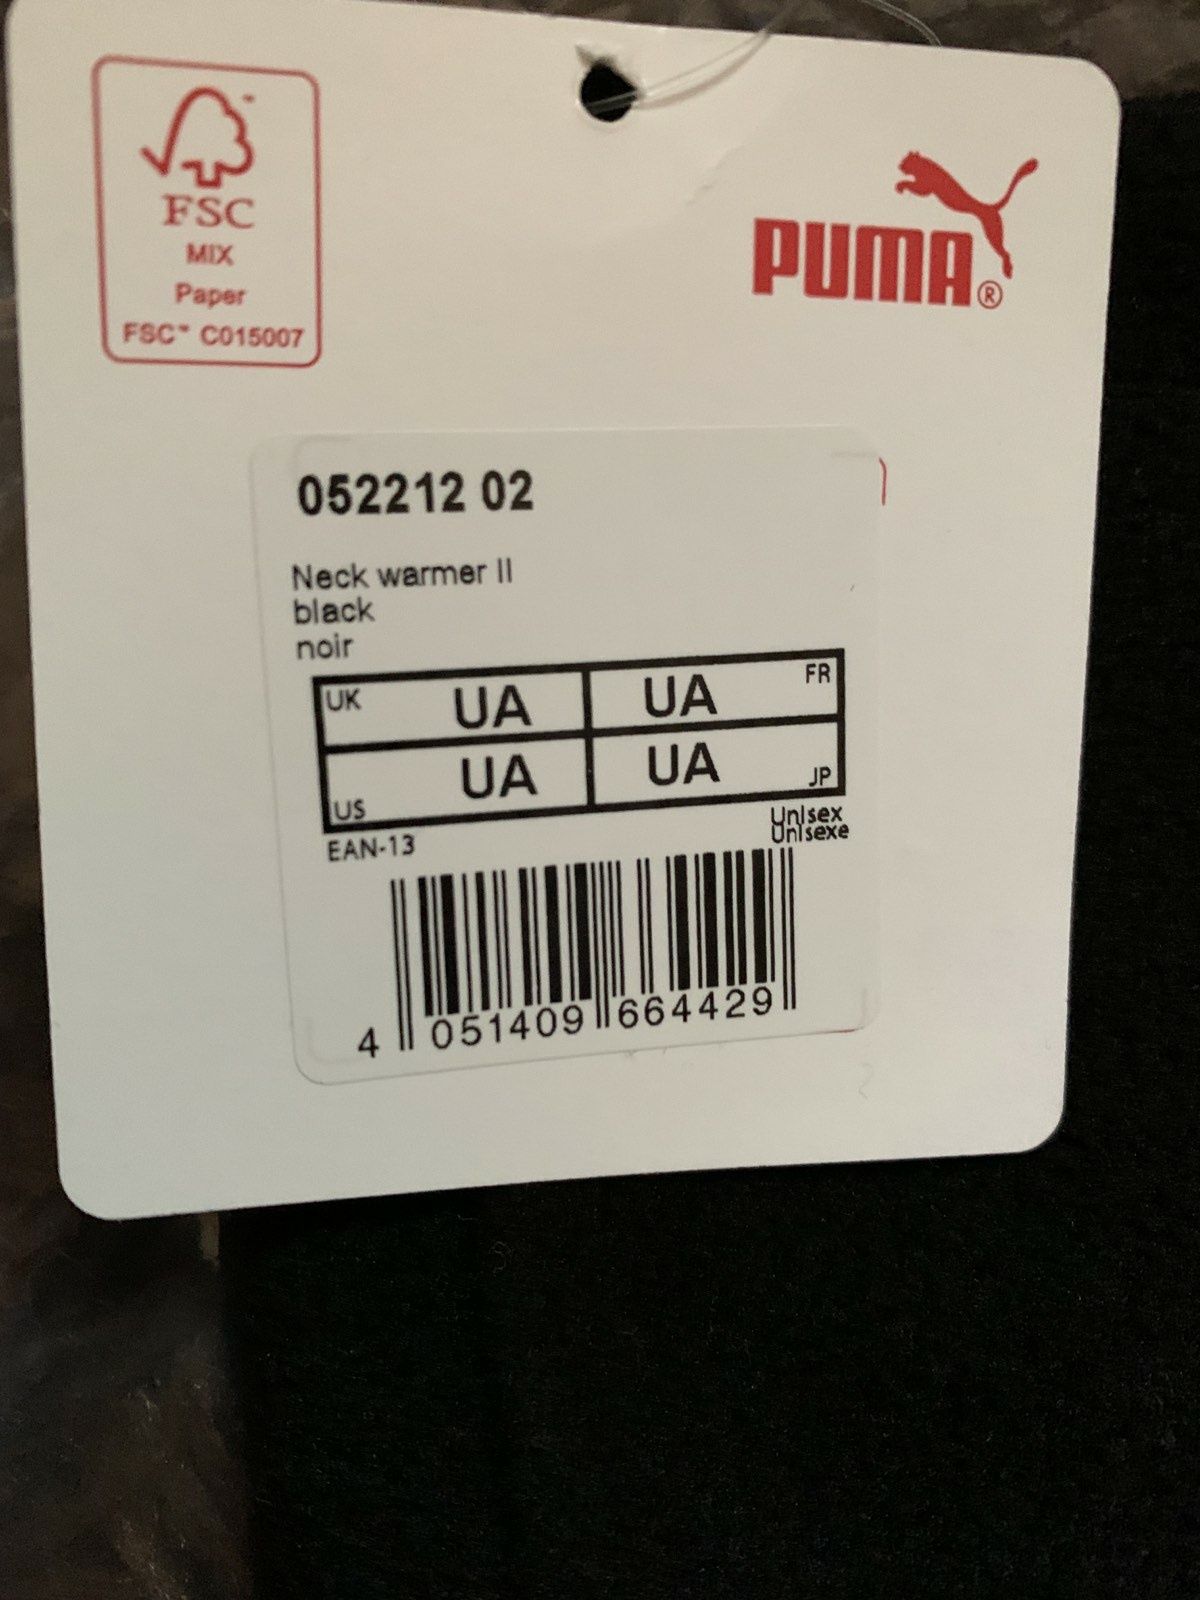 FSC™
MIX
Paper
FSC™ C015007
PUMA®
052212 02
Neck warmer II
black
noir
UK UA UA FR
US UA UA JP
EAN-13
Unisex
Unisexe
4 051409 664429